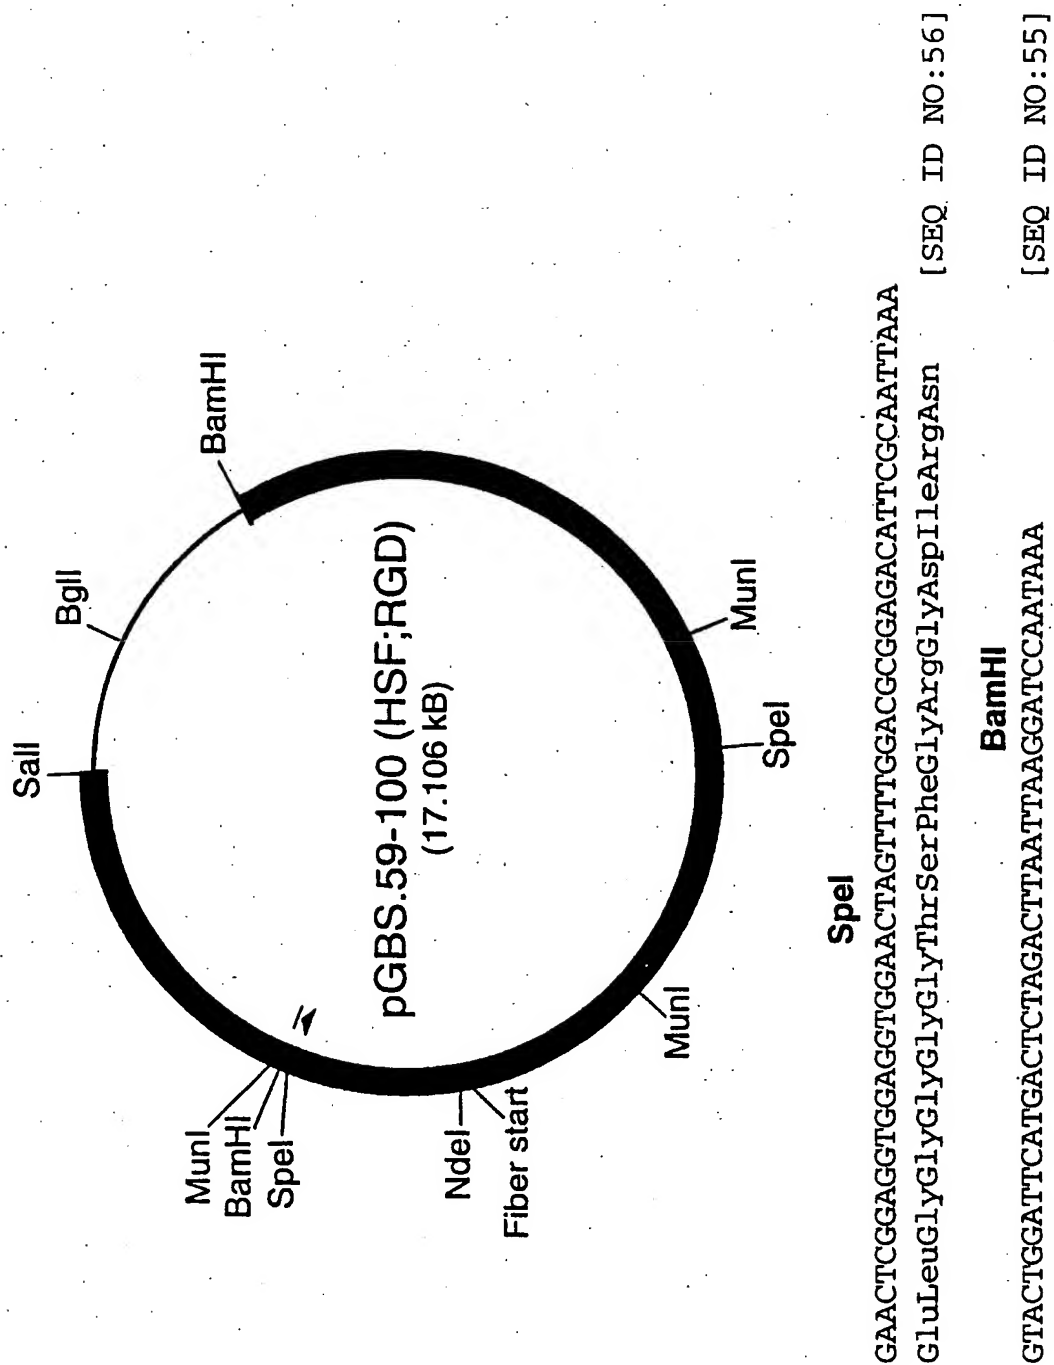 SalI
BglI
BamHI
MunI
BamHI
SpeI
pGBS.59-100 (HSF;RGD)
(17.106 kB)
NdeI
Fiber start
MunI
MunI
SpeI
SpeI
GAACTCGGAGGTGGAGGTGGAACTAGTTTTGGACGCGGAGACATTCGCAATTAAA
GluLeuGlyGlyGlyGlyGlyThrSerPheGlyArgGlyAspIleArgAsn [SEQ ID NO:56]
BamHI
GTACTGGATTCATGACTCTAGACTTAATTAAGGATCCAATAAA [SEQ ID NO:55]